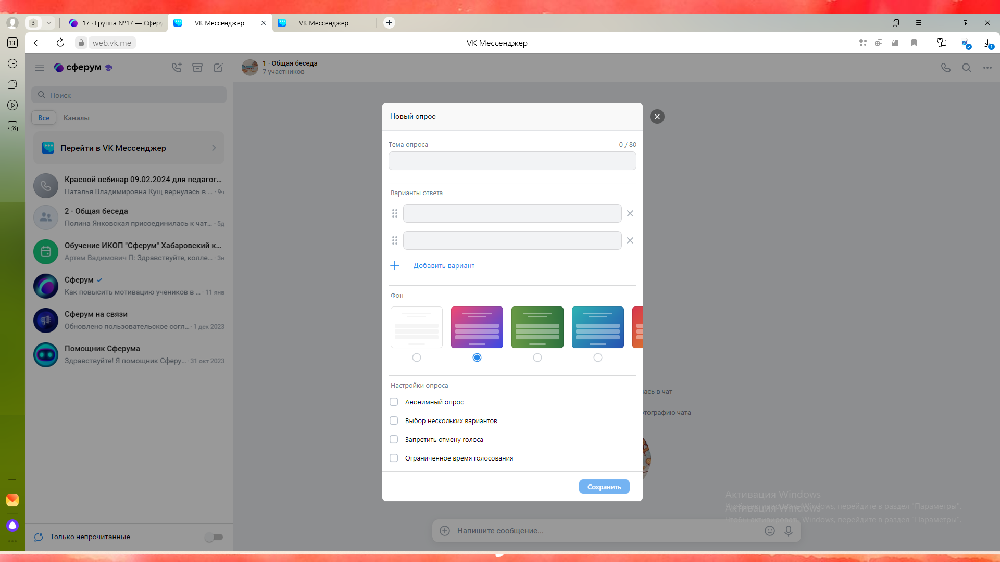 3
17 · Группа №17 — Сферу
VK Мессенджер
VK Мессенджер
13
web.vk.me
VK Мессенджер
1
сферум
1 · Общая беседа
7 участников
Поиск
Все
Каналы
Перейти в VK Мессенджер
Краевой вебинар 09.02.2024 для педагог...
Наталья Владимировна Кущ вернулась в ... · 9ч
2 · Общая беседа
Полина Янковская присоединилась к чат... · 5д
Обучение ИКОП "Сферум" Хабаровский к...
Артем Вадимович П: Здравствуйте, колле... · 3н
Сферум
Как повысить мотивацию учеников в ... · 11 янв
Сферум на связи
Обновлено пользовательское согл... · 1 дек 2023
Помощник Сферума
Здравствуйте! Я помощник Сферу... · 31 окт 2023
Только непрочитанные
Новый опрос
Тема опроса
0 / 80
Варианты ответа
Добавить вариант
Фон
Настройки опроса
Анонимный опрос
Выбор нескольких вариантов
Запретить отмену голоса
Ограниченное время голосования
Сохранить
ась в чат
тографию чата
Активация Windows
Чтобы активировать Windows, перейдите в раздел "Параметры".
Активация Windows
Чтобы активировать Windows, перейдите в раздел "Параметры".
Напишите сообщение...